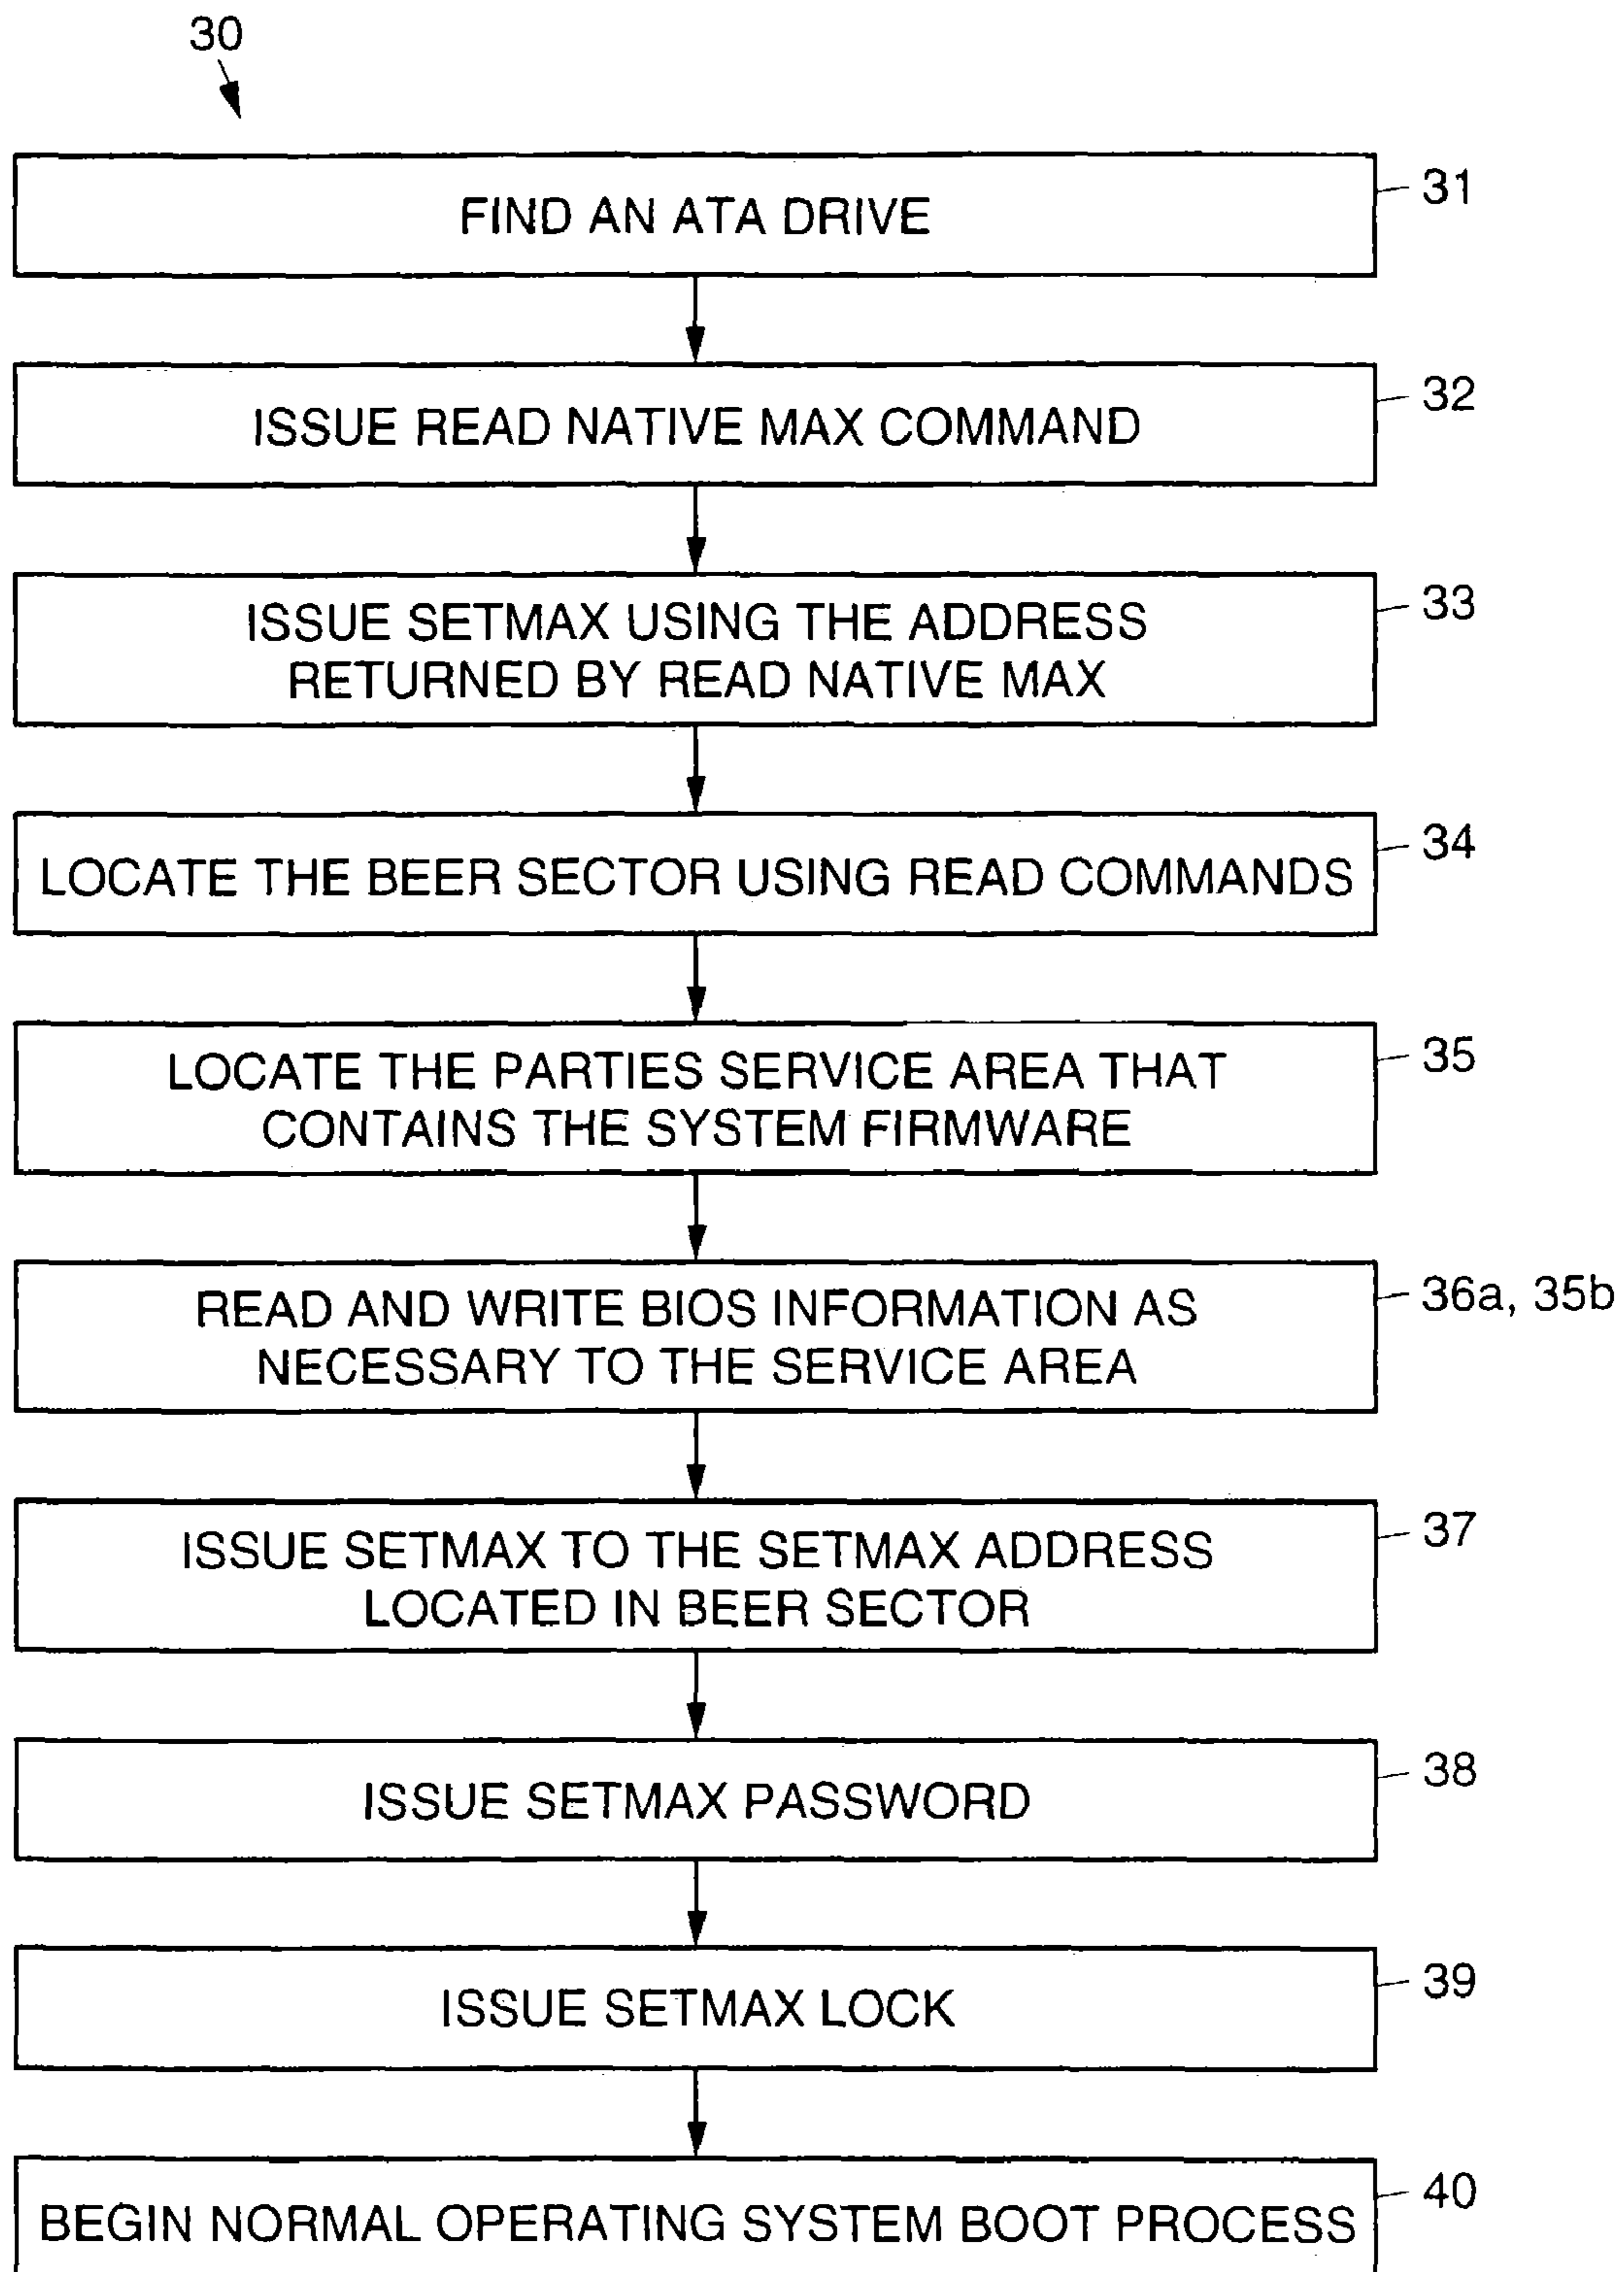 30
FIND AN ATA DRIVE
31
ISSUE READ NATIVE MAX COMMAND
32
ISSUE SETMAX USING THE ADDRESS
RETURNED BY READ NATIVE MAX
33
LOCATE THE BEER SECTOR USING READ COMMANDS
34
LOCATE THE PARTIES SERVICE AREA THAT
CONTAINS THE SYSTEM FIRMWARE
35
READ AND WRITE BIOS INFORMATION AS
NECESSARY TO THE SERVICE AREA
36a, 35b
ISSUE SETMAX TO THE SETMAX ADDRESS
LOCATED IN BEER SECTOR
37
ISSUE SETMAX PASSWORD
38
ISSUE SETMAX LOCK
39
BEGIN NORMAL OPERATING SYSTEM BOOT PROCESS
40